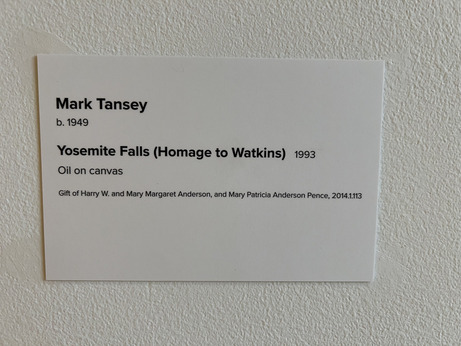 Mark Tansey
b. 1949
Yosemite Falls (Homage to Watkins) 1993
Oil on canvas
Gift of Harry W. and Mary Margaret Anderson, and Mary Patricia Anderson Pence, 2014.1.113